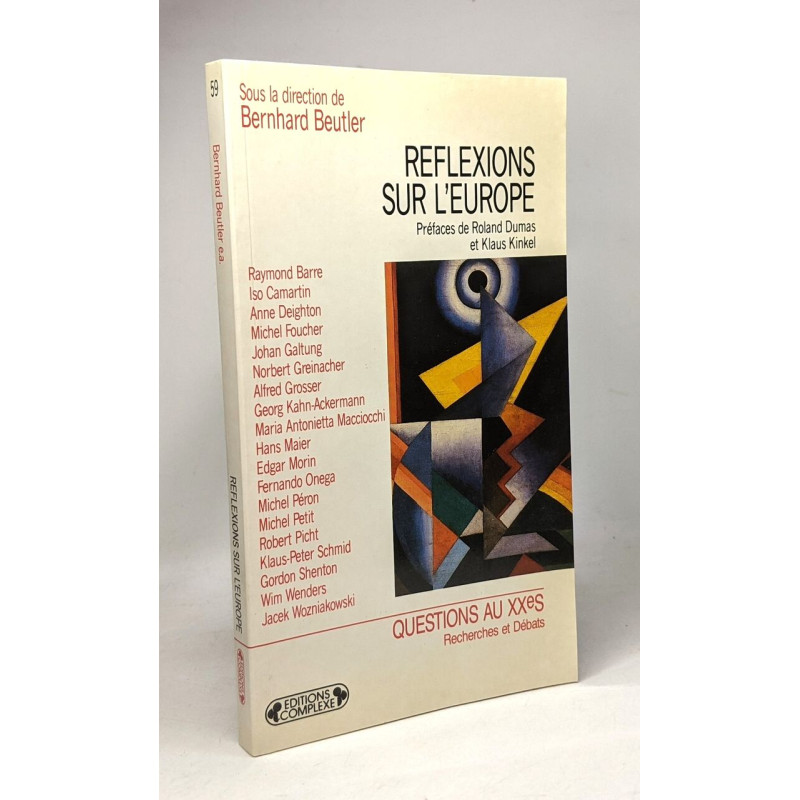 59
Bernhard Beutler e.a.
REFLEXIONS SUR L'EUROPE
Sous la direction de
Bernhard Beutler
REFLEXIONS
SUR L'EUROPE
Préfaces de Roland Dumas
et Klaus Kinkel
Raymond Barre
Iso Camartin
Anne Deighton
Michel Foucher
Johan Galtung
Norbert Greinacher
Alfred Grosser
Georg Kahn-Ackermann
Maria Antonietta Macciocchi
Hans Maier
Edgar Morin
Fernando Onega
Michel Péron
Michel Petit
Robert Picht
Klaus-Peter Schmid
Gordon Shenton
Wim Wenders
Jacek Wozniakowski
QUESTIONS AU XXeS
Recherches et Débats
EDITIONS
COMPLEXE